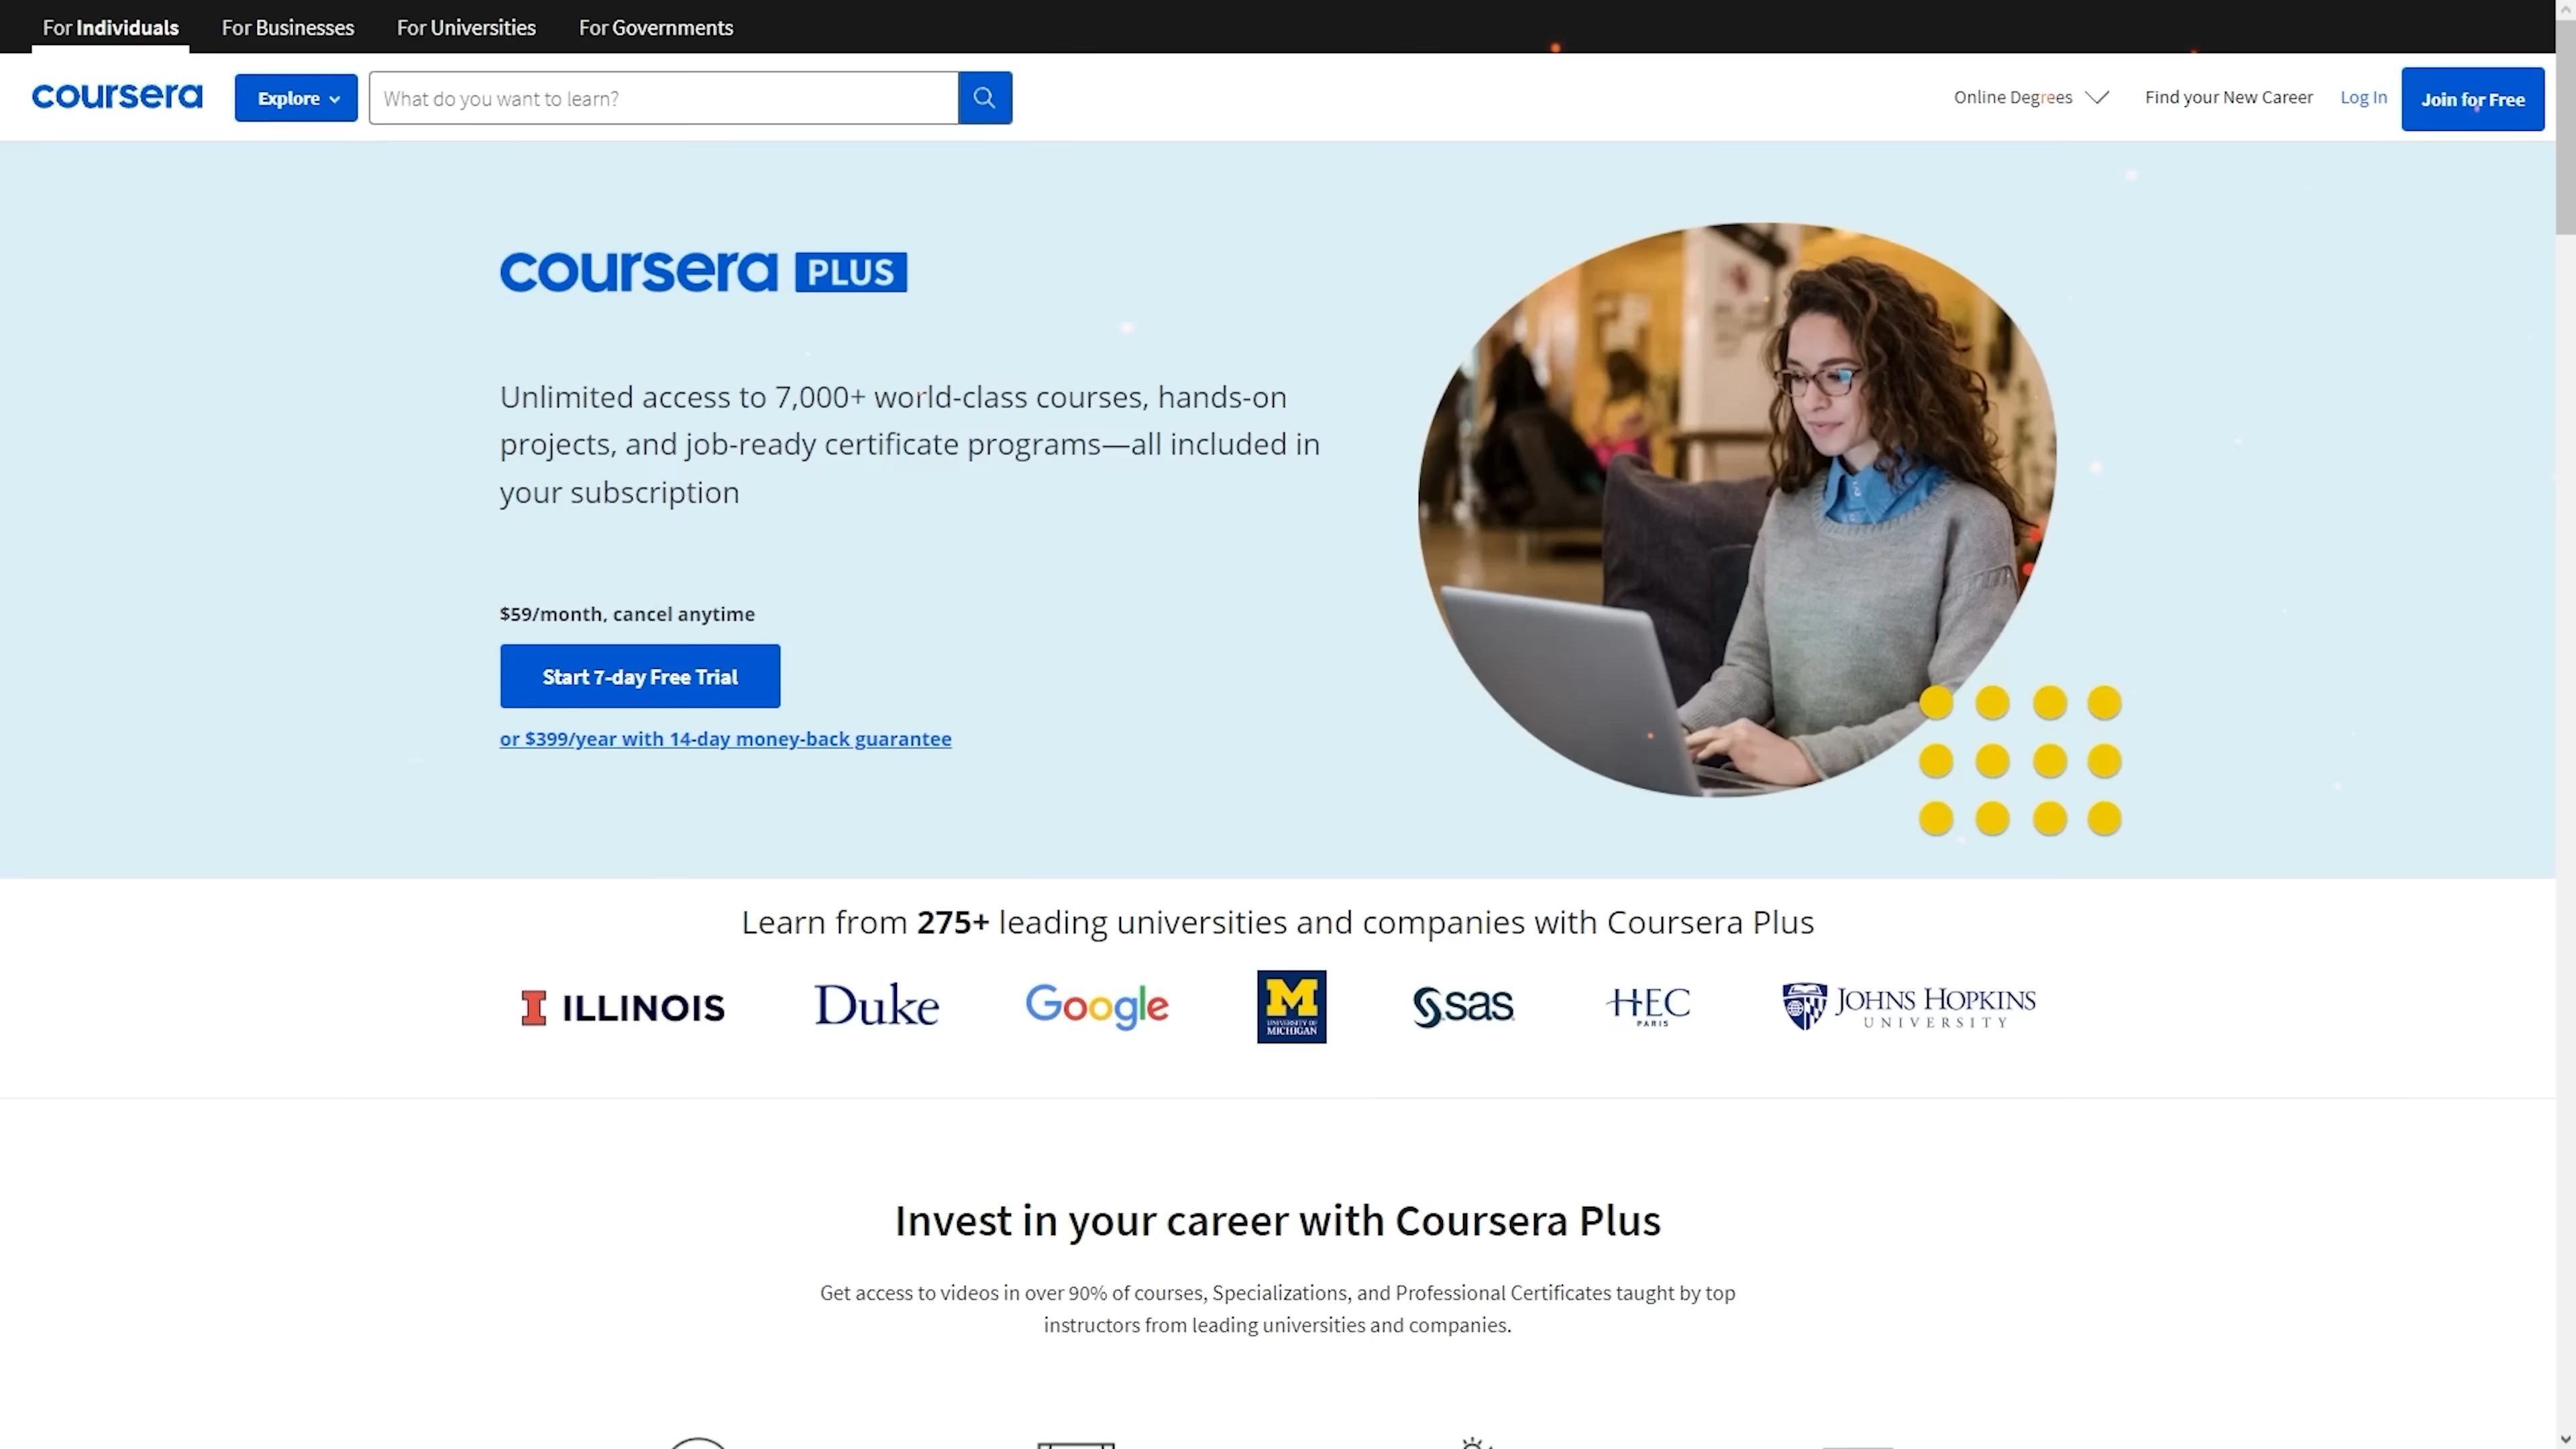 For Individuals
For Businesses
For Universities
For Governments
coursera
Explore
What do you want to learn?
Online Degrees
Find your New Career
Log In
Join for Free
coursera PLUS
Unlimited access to 7,000+ world-class courses, hands-on
projects, and job-ready certificate programs—all included in
your subscription
$59/month, cancel anytime
Start 7-day Free Trial
or $399/year with 14-day money-back guarantee
Learn from 275+ leading universities and companies with Coursera Plus
I ILLINOIS
Duke
Google
M
UNIVERSITY OF
MICHIGAN
sas
HEC
PARIS
JOHNS HOPKINS
UNIVERSITY
Invest in your career with Coursera Plus
Get access to videos in over 90% of courses, Specializations, and Professional Certificates taught by top
instructors from leading universities and companies.